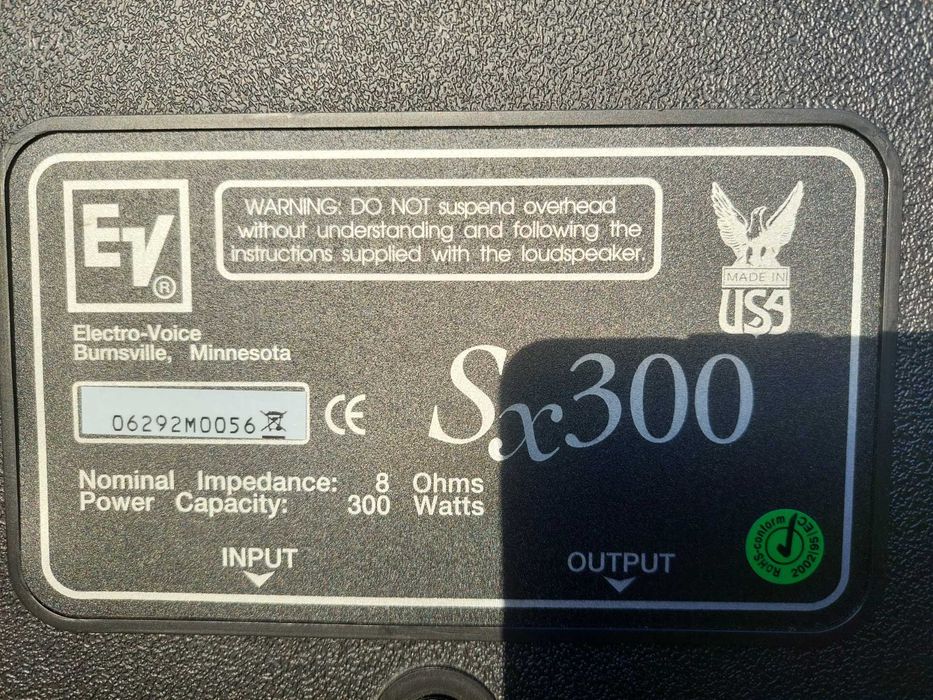 EV®
WARNING: DO NOT suspend overhead
without understanding and following the
instructions supplied with the loudspeaker.
MADE IN
USA
Electro-Voice
Burnsville, Minnesota
Sx300
06292M0056
CE
Nominal Impedance: 8 Ohms
Power Capacity: 300 Watts
INPUT
OUTPUT
RoHS-conform
2002/95/EC